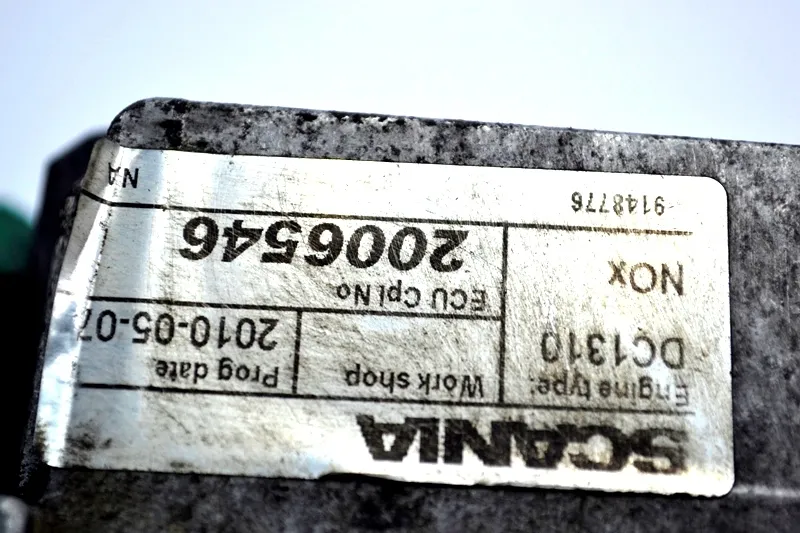 SCANIA
Engine type:
DC1310
NOx
Work shop
Prog date
2010-05-07
ECU Cpl No
2006546
9148776
NA